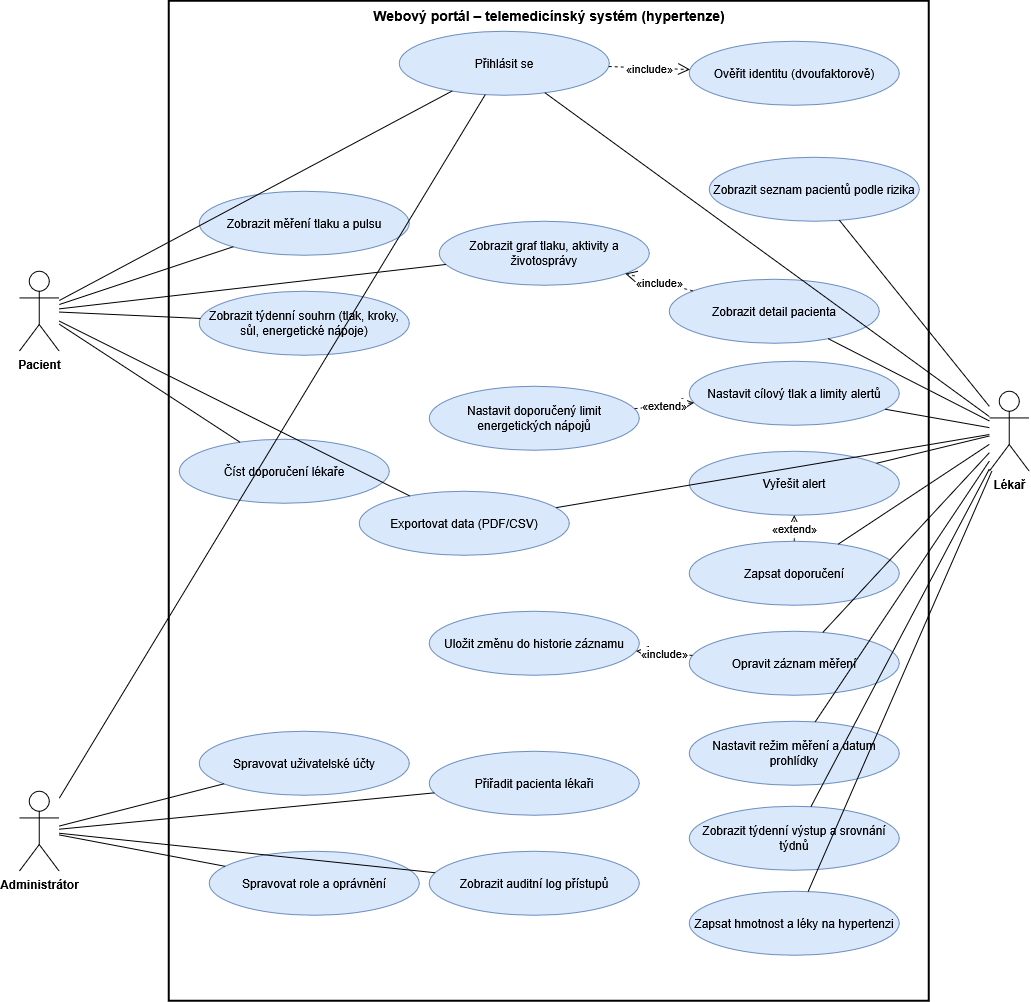 Webový portál – telemedicínský systém (hypertenze)
Přihlásit se
«include»
Ověřit identitu (dvoufaktorově)
Zobrazit seznam pacientů podle rizika
Zobrazit měření tlaku a pulsu
Zobrazit graf tlaku, aktivity a
životosprávy
«include»
Zobrazit detail pacienta
Zobrazit týdenní souhrn (tlak, kroky,
sůl, energetické nápoje)
Pacient
Nastavit doporučený limit
energetických nápojů
«extend»
Nastavit cílový tlak a limity alertů
Číst doporučení lékaře
Vyřešit alert
Lékař
Exportovat data (PDF/CSV)
«extend»
Zapsat doporučení
Uložit změnu do historie záznamu
«include»
Opravit záznam měření
Spravovat uživatelské účty
Nastavit režim měření a datum
prohlídky
Přiřadit pacienta lékaři
Zobrazit týdenní výstup a srovnání
týdnů
Administrátor
Spravovat role a oprávnění
Zobrazit auditní log přístupů
Zapsat hmotnost a léky na hypertenzi